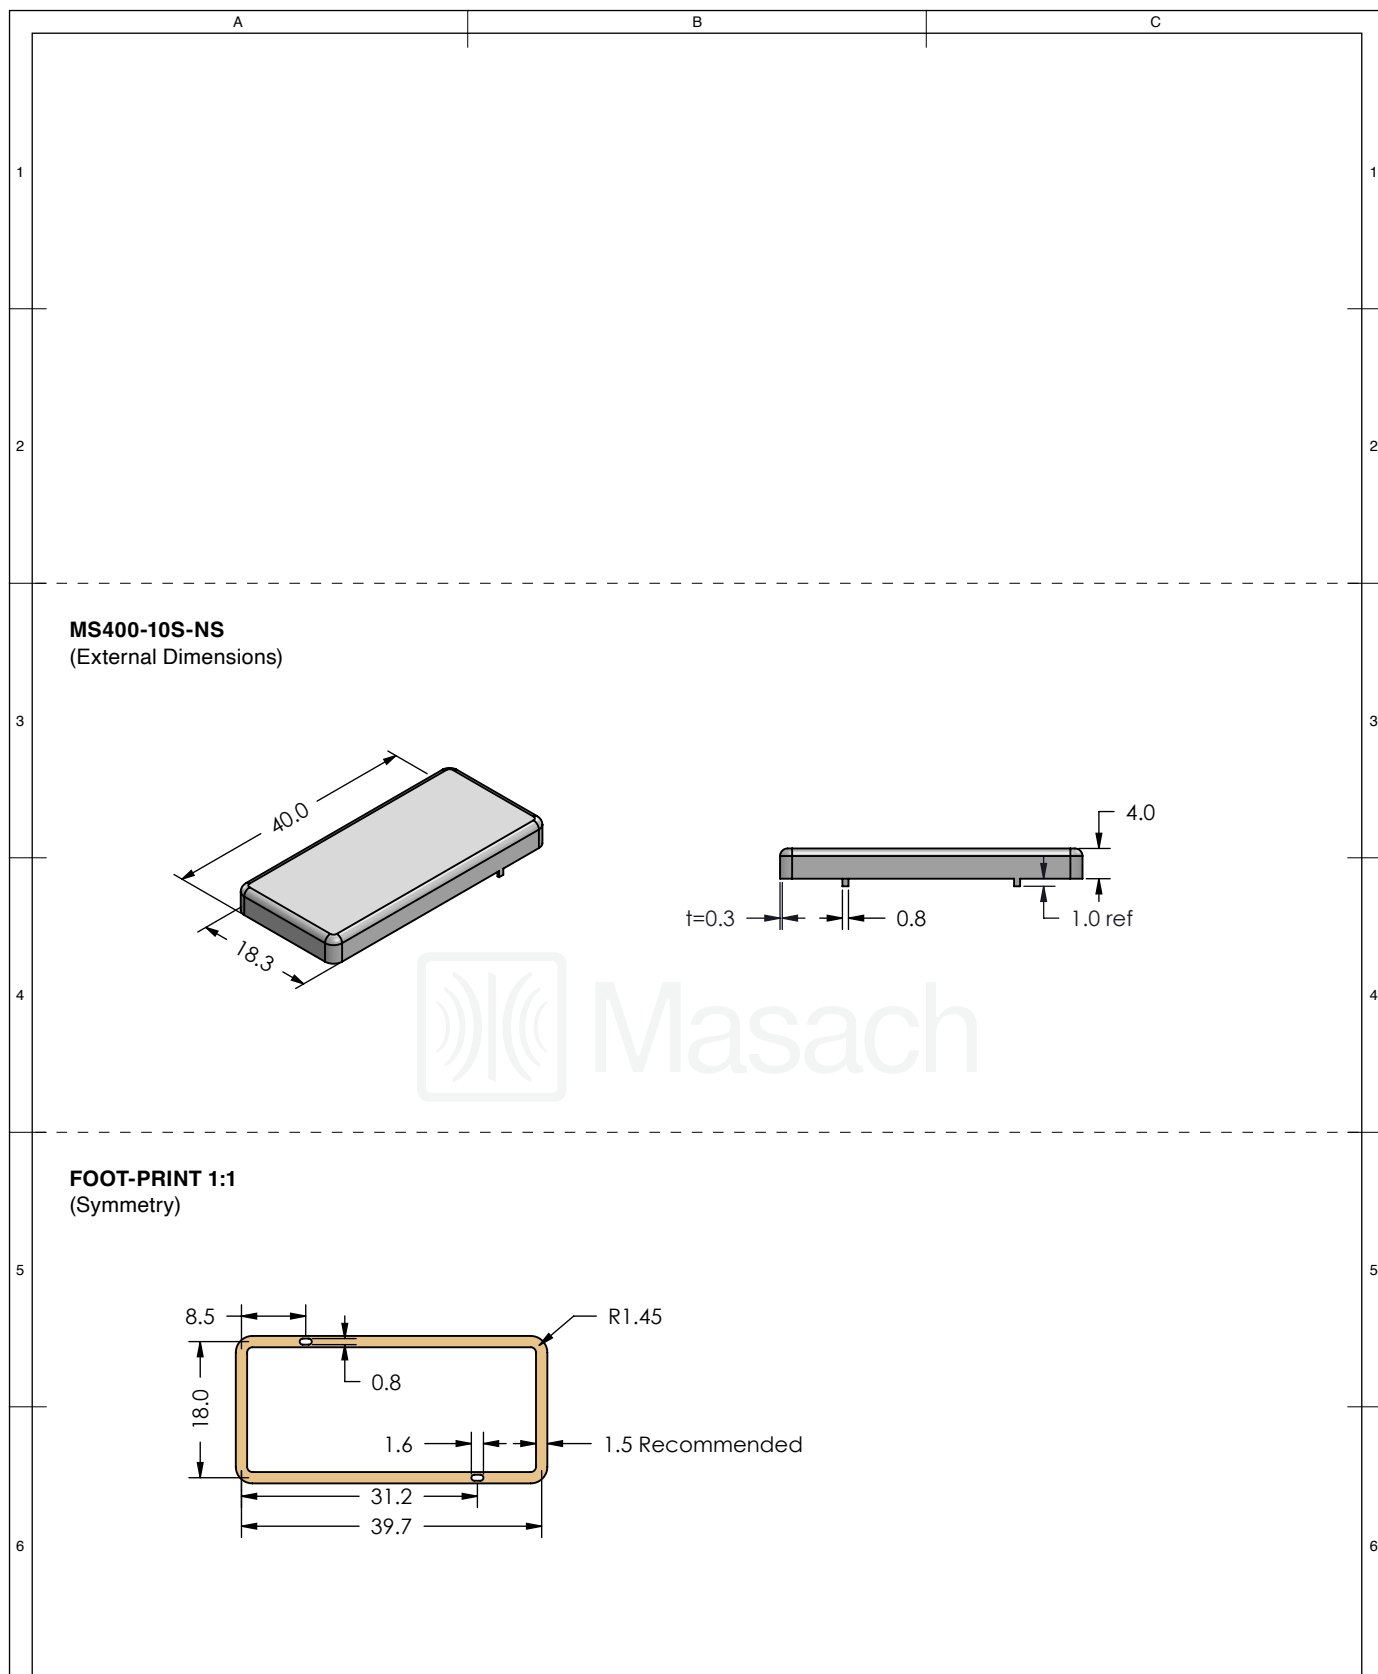 A B C
1 1
2 2
MS400-10S-NS
(External Dimensions)
3 3
40.0
18.3
4.0
t=0.3
0.8
1.0 ref
4 4
Masach
FOOT-PRINT 1:1
(Symmetry)
5 5
8.5
R1.45
18.0
0.8
1.6
1.5 Recommended
31.2
39.7
6 6